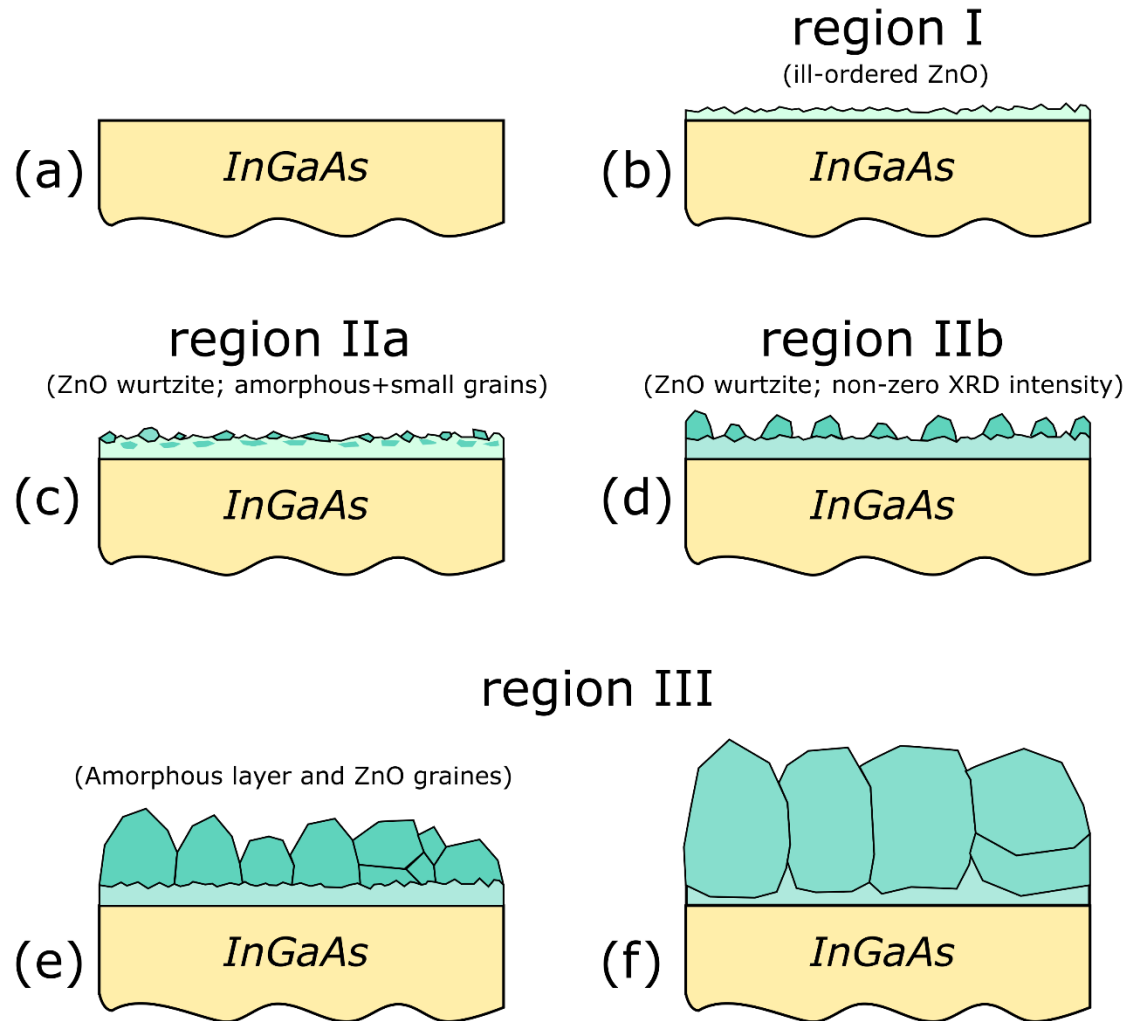 region I
(ill-ordered ZnO)
(a)
InGaAs
(b)
InGaAs
region IIa
(ZnO wurtzite; amorphous+small grains)
region IIb
(ZnO wurtzite; non-zero XRD intensity)
(c)
InGaAs
(d)
InGaAs
region III
(Amorphous layer and ZnO graines)
(e)
InGaAs
(f)
InGaAs